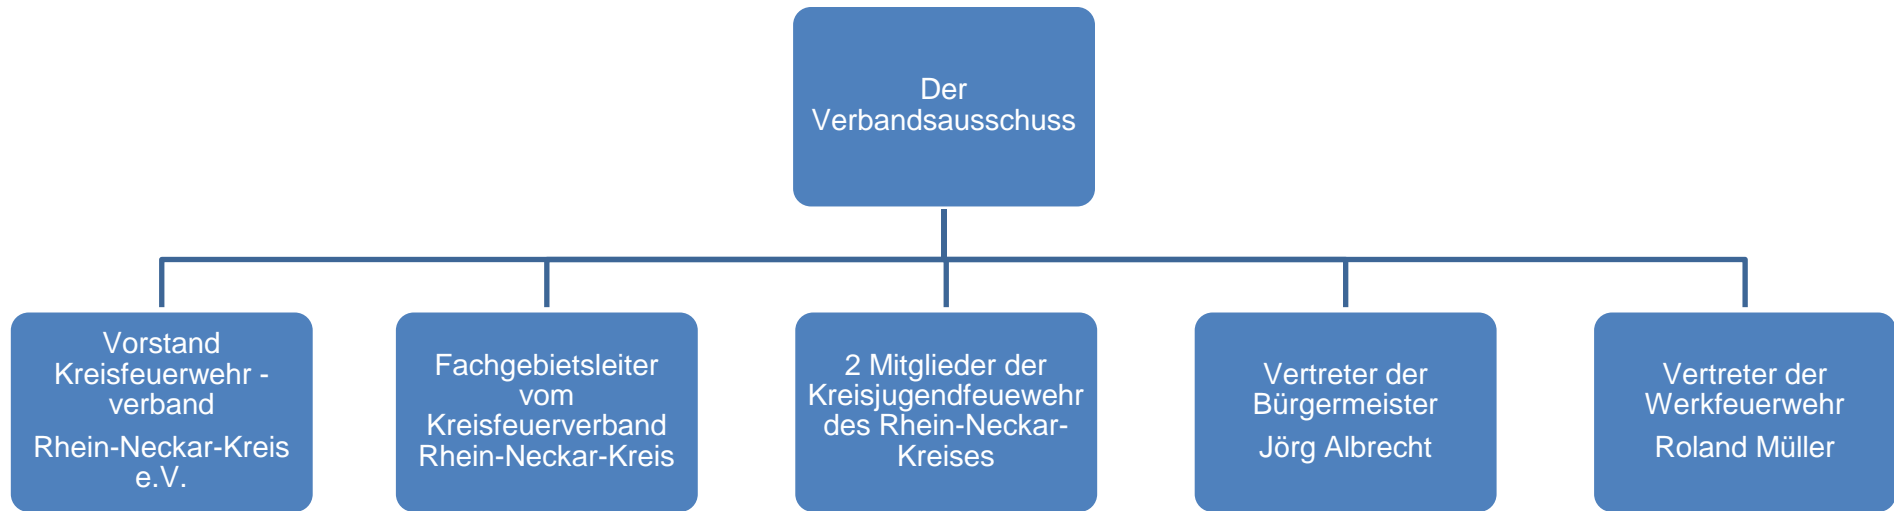 Der
Verbandsausschuss
Vorstand
Kreisfeuerwehr -
verband
Rhein-Neckar-Kreis
e.V.
Fachgebietsleiter
vom
Kreisfeuerverband
Rhein-Neckar-Kreis
2 Mitglieder der
Kreisjugendfeuewehr
des Rhein-Neckar-
Kreises
Vertreter der
Bürgermeister
Jörg Albrecht
Vertreter der
Werkfeuerwehr
Roland Müller